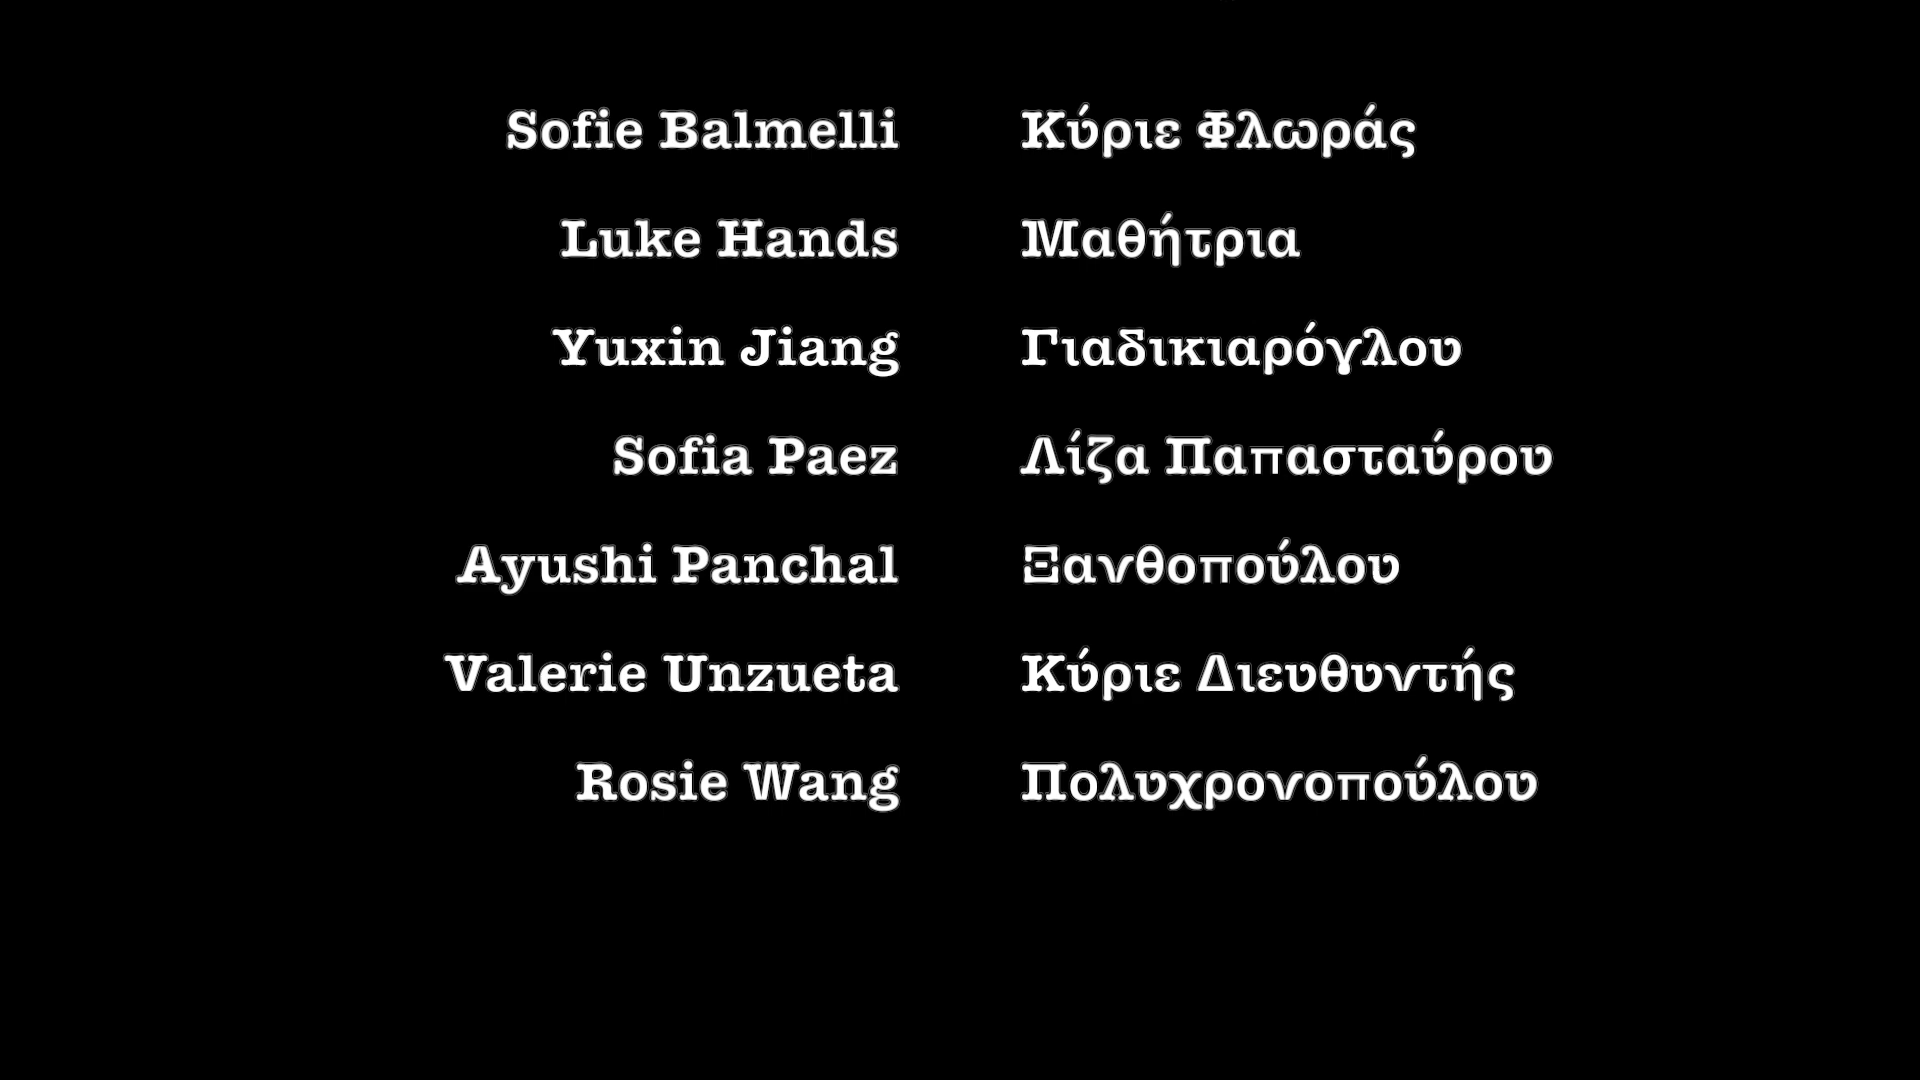 Sofie Balmelli Κύριε Φλωράς
Luke Hands Μαθήτρια
Yuxin Jiang Γιαδικιαρόγλου
Sofia Paez Λίζα Παπασταύρου
Ayushi Panchal Ξανθοπούλου
Valerie Unzueta Κύριε Διευθυντής
Rosie Wang Πολυχρονοπούλου